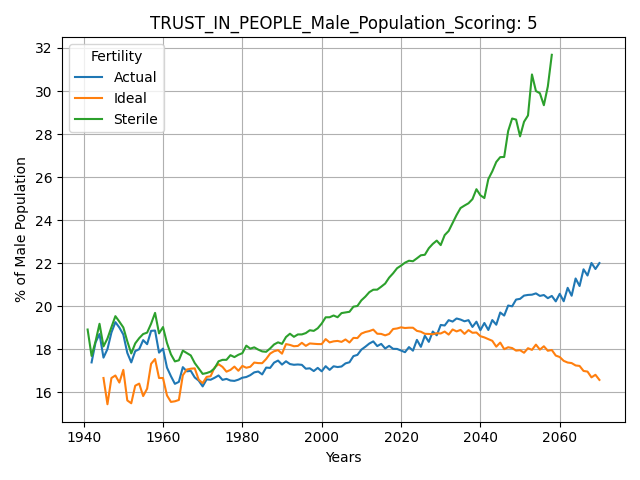 TRUST_IN_PEOPLE_Male_Population_Scoring: 5
Fertility
Actual
Ideal
Sterile
% of Male Population
32
30
28
26
24
22
20
18
16
1940 1960 1980 2000 2020 2040 2060
Years